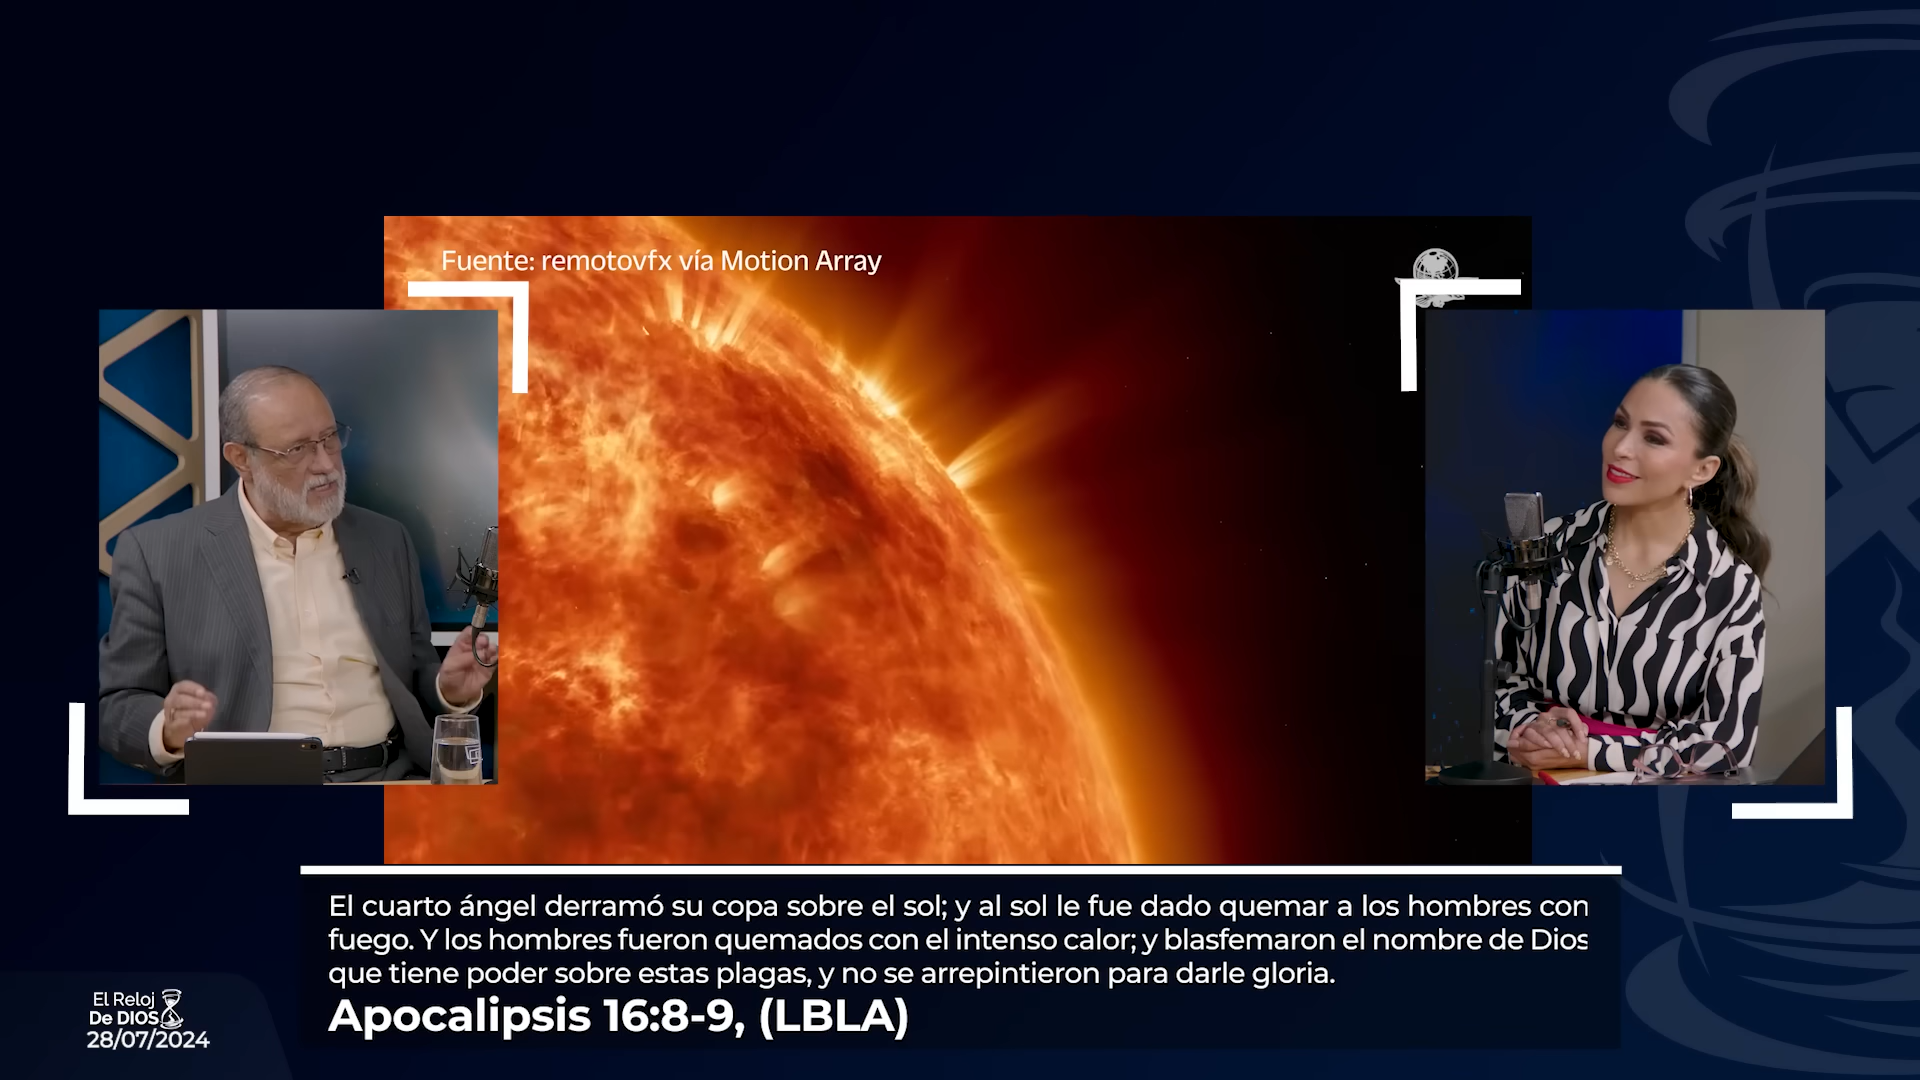 Fuente: remotovfx vía Motion Array
El cuarto ángel derramó su copa sobre el sol; y al sol le fue dado quemar a los hombres con
fuego. Y los hombres fueron quemados con el intenso calor; y blasfemaron el nombre de Dios
que tiene poder sobre estas plagas, y no se arrepintieron para darle gloria.
Apocalipsis 16:8-9, (LBLA)
El Reloj
De DIOS
28/07/2024